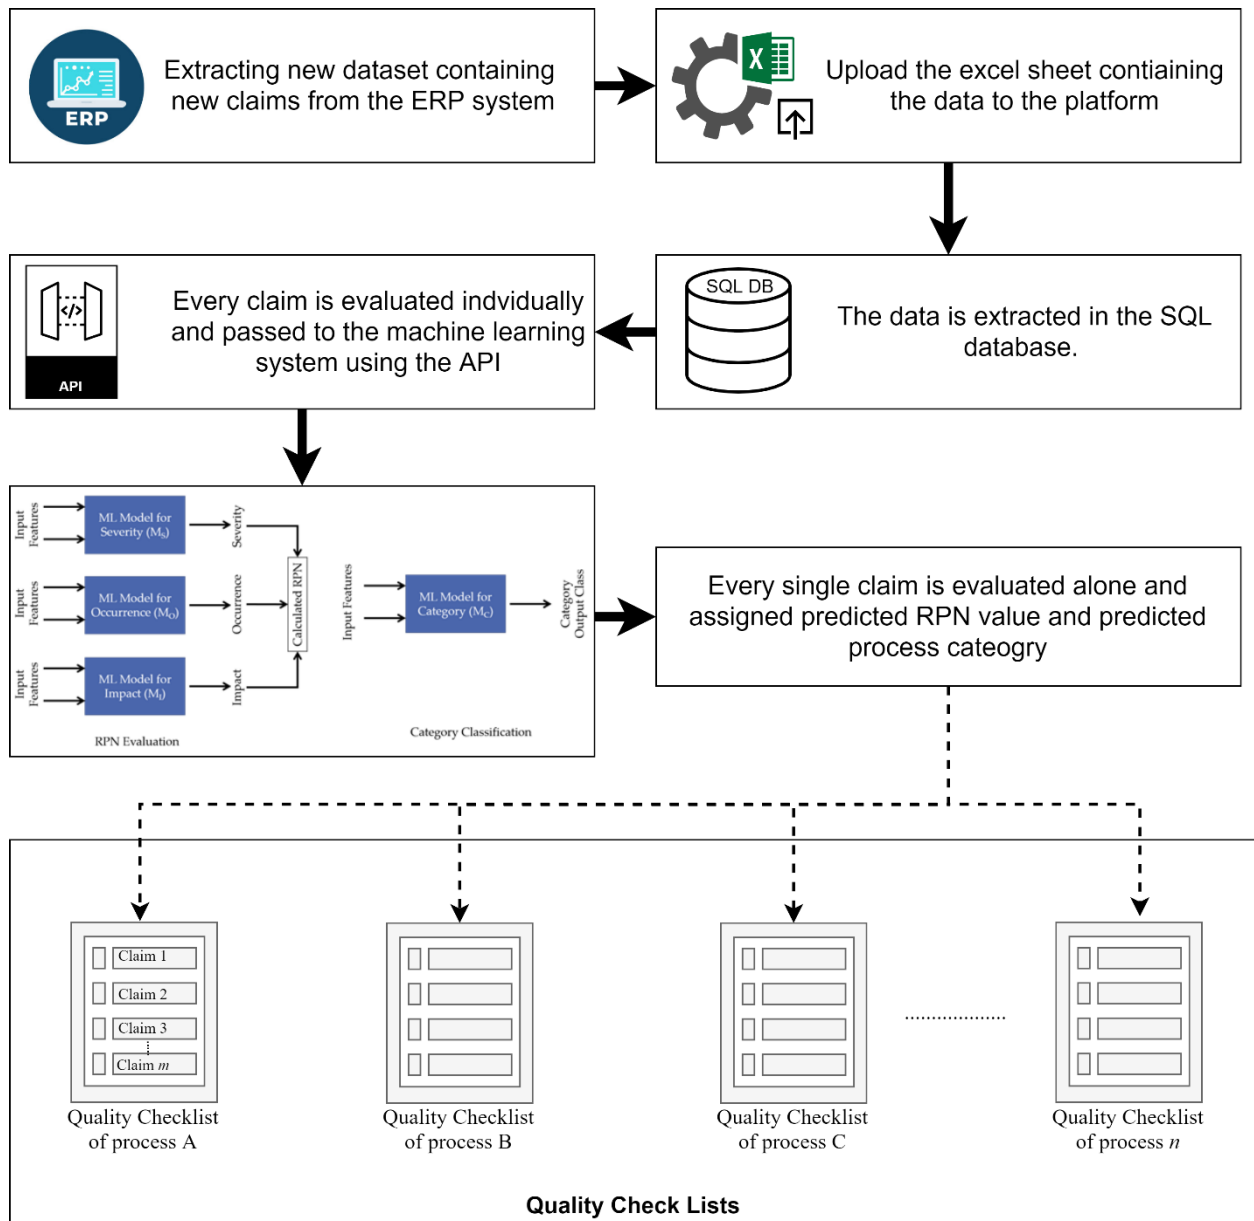 ERP
Extracting new dataset containing
new claims from the ERP system
X
Upload the excel sheet contiaining
the data to the platform
</>
API
Every claim is evaluated indvidually
and passed to the machine learning
system using the API
SQL DB
The data is extracted in the SQL
database.
Input
Features
ML Model for
Severity (MS)
Severity
Input
Features
ML Model for
Occurrence (MO)
Occurrence
Input
Features
ML Model for
Impact (MI)
Impact
Calculated RPN
RPN Evaluation
Input Features
ML Model for
Category (MC)
Category
Output Class
Category Classification
Every single claim is evaluated alone and
assigned predicted RPN value and predicted
process cateogry
Claim 1
Claim 2
Claim 3
Claim m
Quality Checklist
of process A
Quality Checklist
of process B
Quality Checklist
of process C
...................
Quality Checklist
of process n
Quality Check Lists